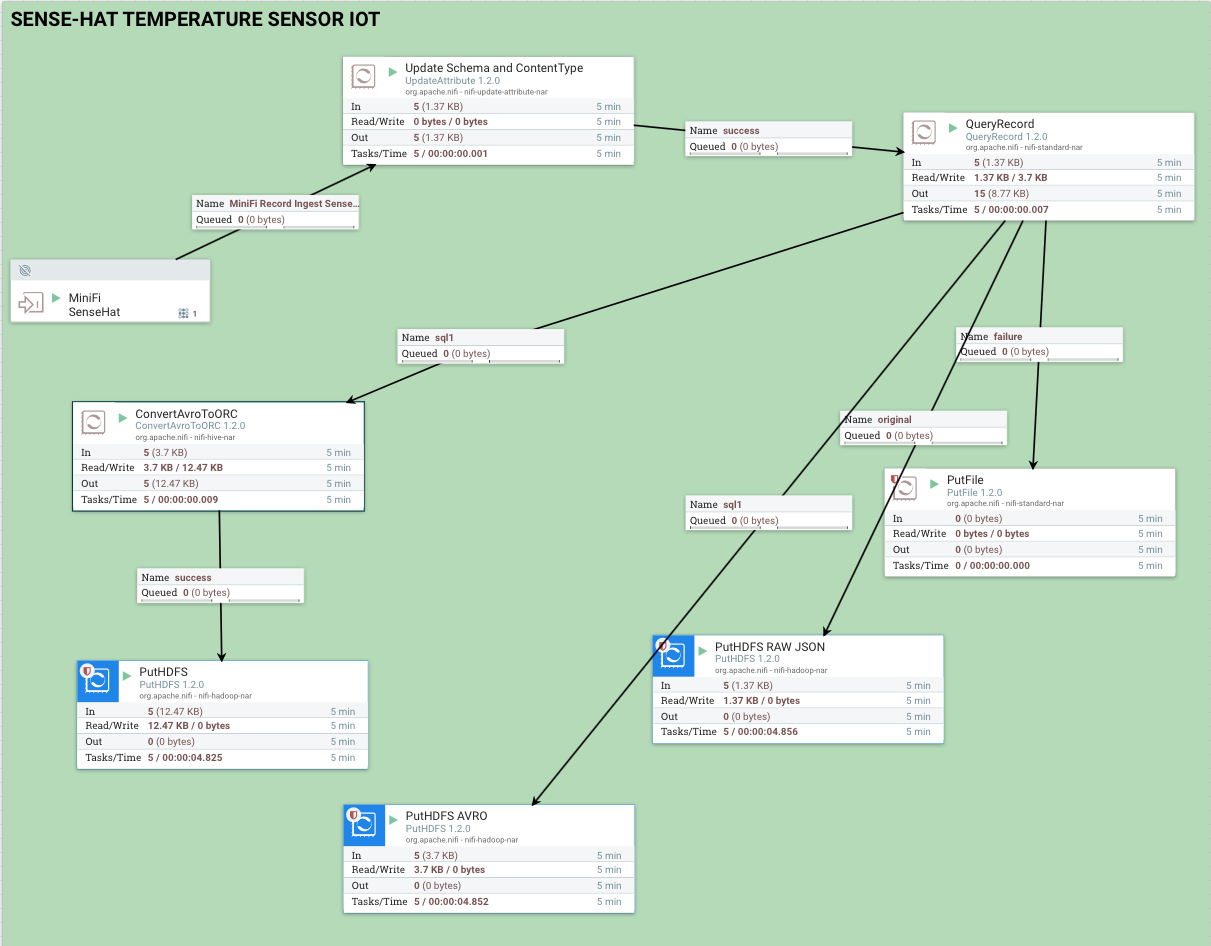 SENSE-HAT TEMPERATURE SENSOR IOT
Update Schema and ContentType
UpdateAttribute 1.2.0
org.apache.nifi - nifi-update-attribute-nar
In 5 (1.37 KB) 5 min
Read/Write 0 bytes / 0 bytes 5 min
Out 5 (1.37 KB) 5 min
Tasks/Time 5 / 00:00:00.001 5 min
Name success
Queued 0 (0 bytes)
QueryRecord
QueryRecord 1.2.0
org.apache.nifi - nifi-standard-nar
In 5 (1.37 KB) 5 min
Read/Write 1.37 KB / 3.7 KB 5 min
Out 15 (8.77 KB) 5 min
Tasks/Time 5 / 00:00:00.007 5 min
Name MiniFi Record Ingest Sense...
Queued 0 (0 bytes)
MiniFi
SenseHat
1
Name sql1
Queued 0 (0 bytes)
Name failure
Queued 0 (0 bytes)
ConvertAvroToORC
ConvertAvroToORC 1.2.0
org.apache.nifi - nifi-hive-nar
In 5 (3.7 KB) 5 min
Read/Write 3.7 KB / 12.47 KB 5 min
Out 5 (12.47 KB) 5 min
Tasks/Time 5 / 00:00:00.009 5 min
Name original
Queued 0 (0 bytes)
PutFile
PutFile 1.2.0
org.apache.nifi - nifi-standard-nar
In 0 (0 bytes) 5 min
Read/Write 0 bytes / 0 bytes 5 min
Out 0 (0 bytes) 5 min
Tasks/Time 0 / 00:00:00.000 5 min
Name sql1
Queued 0 (0 bytes)
Name success
Queued 0 (0 bytes)
PutHDFS
PutHDFS 1.2.0
org.apache.nifi - nifi-hadoop-nar
In 5 (12.47 KB) 5 min
Read/Write 12.47 KB / 0 bytes 5 min
Out 0 (0 bytes) 5 min
Tasks/Time 5 / 00:00:04.825 5 min
PutHDFS RAW JSON
PutHDFS 1.2.0
org.apache.nifi - nifi-hadoop-nar
In 5 (1.37 KB) 5 min
Read/Write 1.37 KB / 0 bytes 5 min
Out 0 (0 bytes) 5 min
Tasks/Time 5 / 00:00:04.856 5 min
PutHDFS AVRO
PutHDFS 1.2.0
org.apache.nifi - nifi-hadoop-nar
In 5 (3.7 KB) 5 min
Read/Write 3.7 KB / 0 bytes 5 min
Out 0 (0 bytes) 5 min
Tasks/Time 5 / 00:00:04.852 5 min